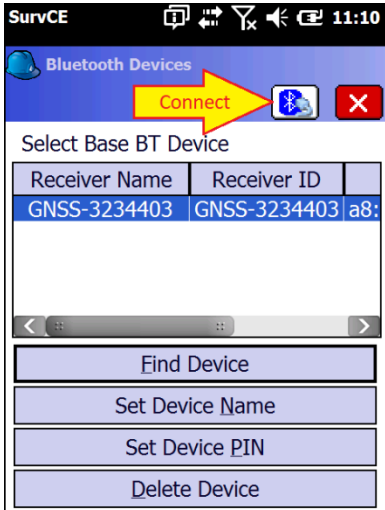 SurvCE 11:10
Bluetooth Devices
Connect
Select Base BT Device
Receiver Name Receiver ID
GNSS-3234403 GNSS-3234403 a8:
Find Device
Set Device Name
Set Device PIN
Delete Device